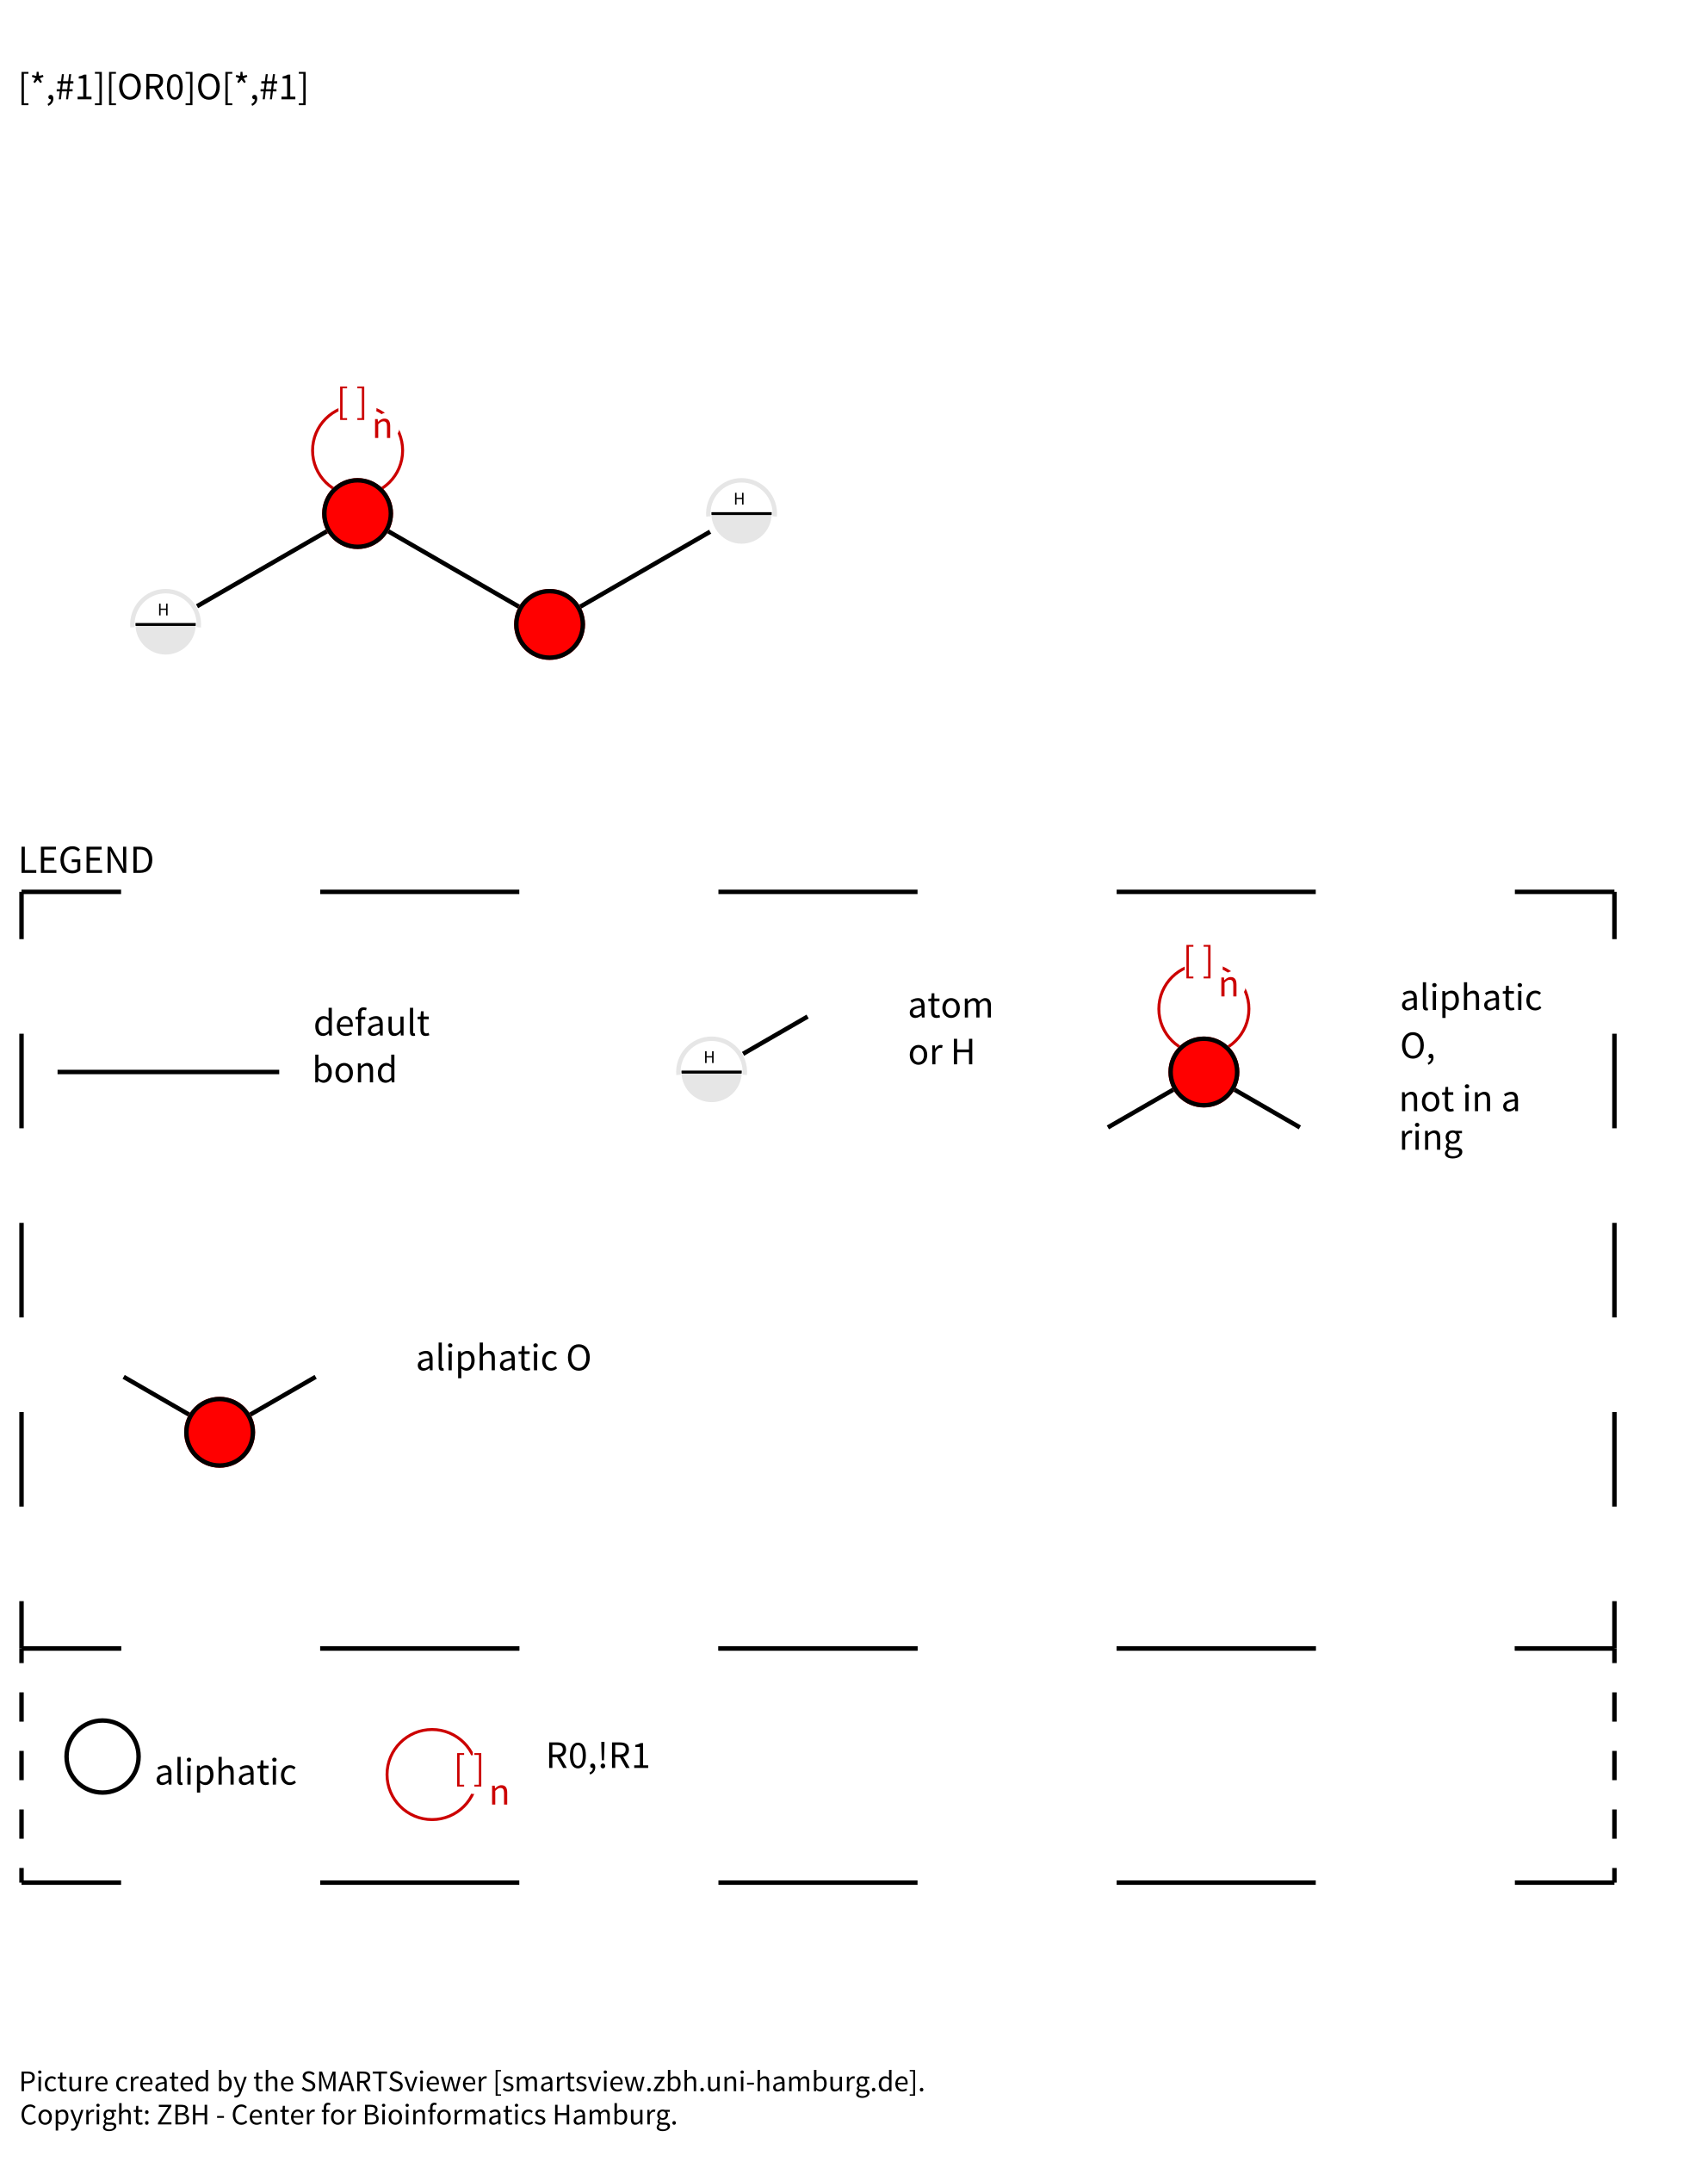 [*,#1][OR0]O[*,#1]
[ ]
n
H
H
LEGEND
default
bond
H
atom
or H
[ ]
n
aliphatic
O,
not in a
ring
aliphatic O
aliphatic
[ ]
n
R0,!R1
Picture created by the SMARTSviewer [smartsview.zbh.uni-hamburg.de].
Copyright: ZBH - Center for Bioinformatics Hamburg.